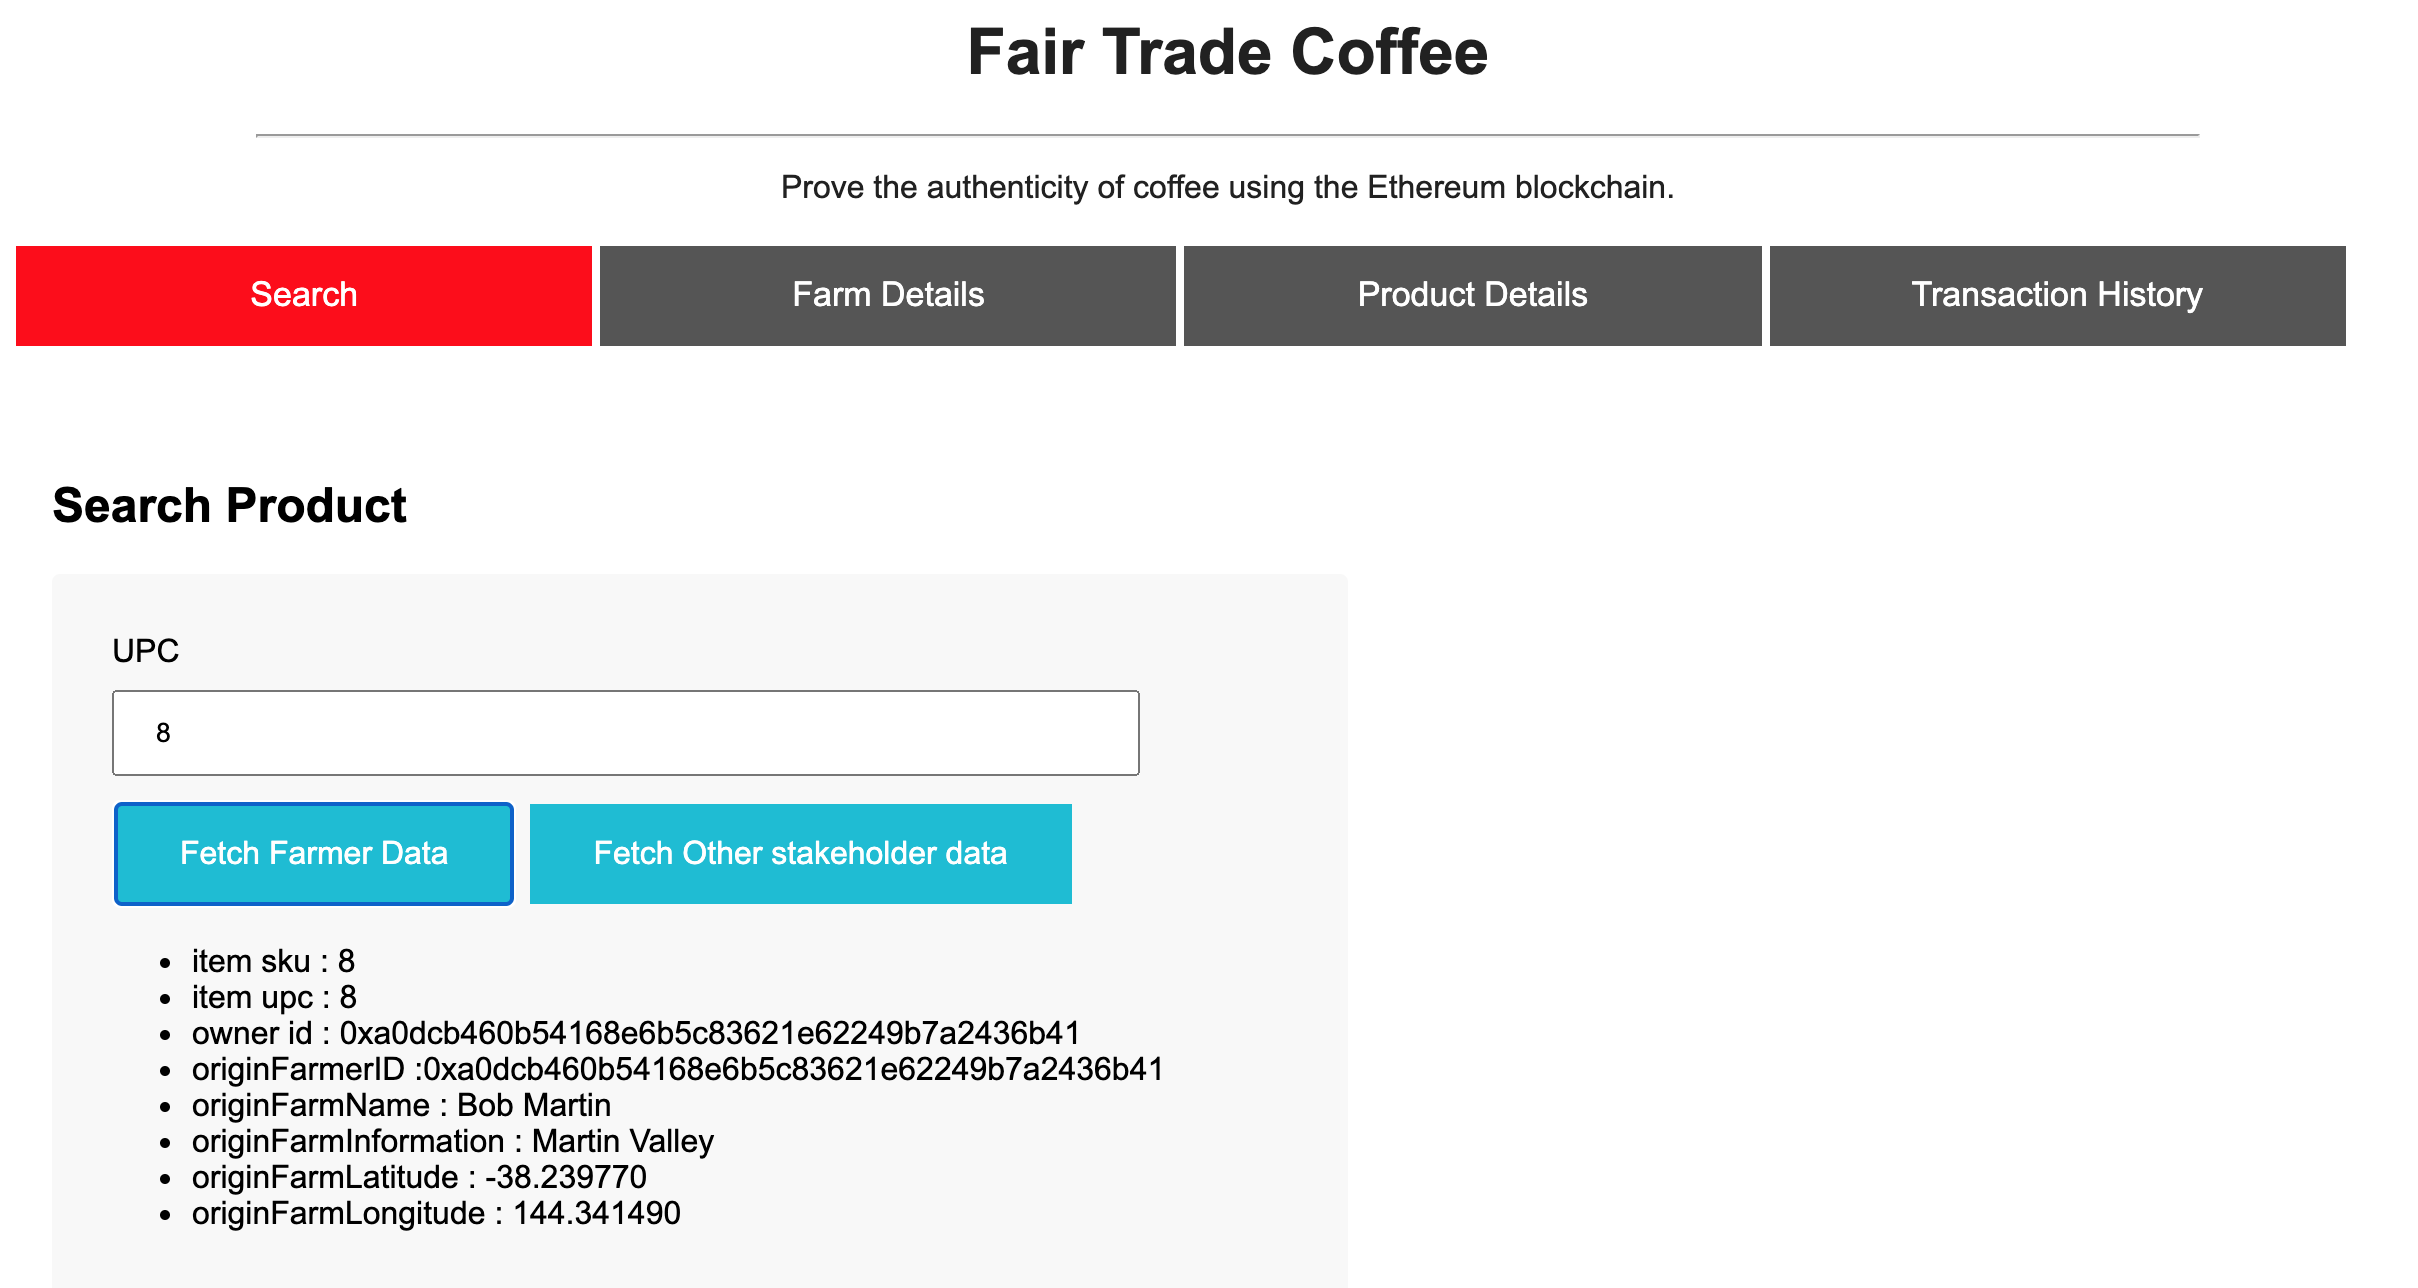 Fair Trade Coffee
Prove the authenticity of coffee using the Ethereum blockchain.
Search
Farm Details
Product Details
Transaction History
Search Product
UPC
8
Fetch Farmer Data
Fetch Other stakeholder data
item sku : 8
item upc : 8
owner id : 0xa0dcb460b54168e6b5c83621e62249b7a2436b41
originFarmerID :0xa0dcb460b54168e6b5c83621e62249b7a2436b41
originFarmName : Bob Martin
originFarmInformation : Martin Valley
originFarmLatitude : -38.239770
originFarmLongitude : 144.341490